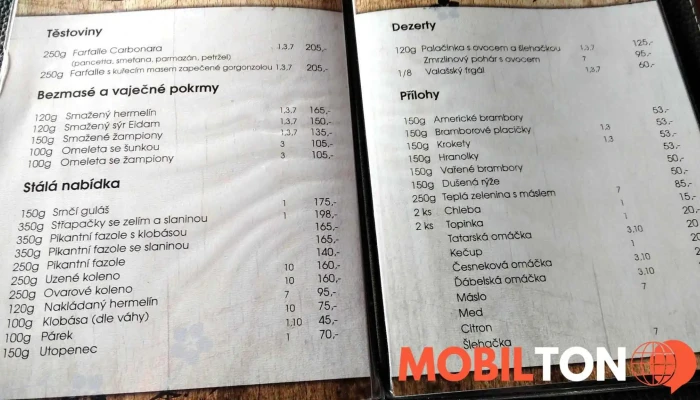 Těstoviny
250g Farfalle Carbonara 1,3,7 205,-
(pancetta, smetana, parmazán, petržel)
250g Farfalle s kuřecím masem zapečené gorgonzolou 1,3,7 205,-
Bezmasé a vaječné pokrmy
120g Smažený hermelín 1,3,7 165,-
120g Smažený sýr Eidam 1,3,7 150,-
150g Smažené žampiony 1,3,7 135,-
100g Omeleta se šunkou 3 105,-
100g Omeleta se žampiony 3 105,-
Stálá nabídka
150g Srnčí guláš 1 175,-
350g Střapačky se zelím a slaninou 1 198,-
350g Pikantní fazole s klobásou 165,-
350g Pikantní fazole se slaninou 165,-
250g Pikantní fazole 140,-
250g Uzené koleno 10 160,-
250g Ovarové koleno 10 160,-
120g Nakládaný hermelín 7 95,-
100g Klobása (dle váhy) 10 75,-
100g Párek 1,10 45,-
150g Utopenec 1 70,-
Dezerty
120g Palačinka s ovocem a šlehačkou 1,3,7 125,-
Zmrzlinový pohár s ovocem 7 95,-
1/8 Valašský frgál 1,3,7 60,-
Přílohy
150g Americké brambory 53,-
150g Bramborové placičky 1,3 53,-
150g Krokety 1,3 53,-
150g Hranolky 53,-
150g Vařené brambory 50,-
150g Dušená rýže 50,-
250g Teplá zelenina s máslem 7 85,-
2 ks Chleba 1 15,-
2 ks Topinka 1 20,-
Tatarská omáčka 3,10 20
Kečup
Česneková omáčka 3,10
Ďábelská omáčka 3,10
Máslo 7
Med
Citron
Šlehačka 7
MOBILTON